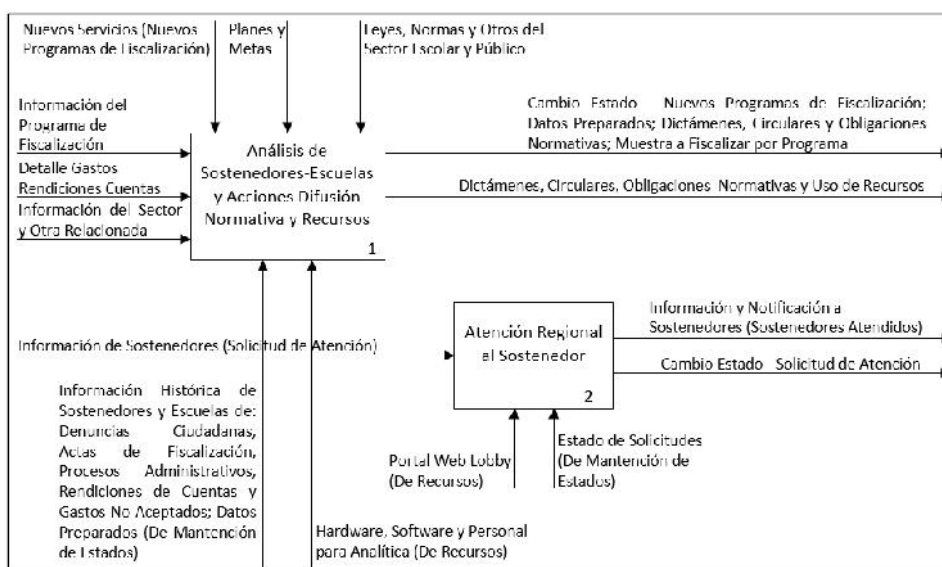 Nuevos Servicios (Nuevos
Programas de Fiscalización)
Planes y
Metas
Leyes, Normas y Otros del
Sector Escolar y Público
Información del
Programa de
Fiscalización
Detalle Gastos
Rendiciones Cuentas
Información del Sector
y Otra Relacionada
Análisis de
Sostenedores-Escuelas
y Acciones Difusión
Normativa y Recursos
1
Cambio Estado Nuevos Programas de Fiscalización;
Datos Preparados; Dictámenes, Circulares y Obligaciones
Normativas; Muestra a Fiscalizar por Programa
Dictámenes, Circulares, Obligaciones Normativas y Uso de Recursos
Información de Sostenedores (Solicitud de Atención)
Atención Regional
al Sostenedor
2
Información y Notificación a
Sostenedores (Sostenedores Atendidos)
Cambio Estado Solicitud de Atención
Información Histórica de
Sostenedores y Escuelas de:
Denuncias Ciudadanas,
Actas de Fiscalización,
Procesos Administrativos,
Rendiciones de Cuentas y
Gastos No Aceptados; Datos
Preparados (De Mantención
de Estados)
Hardware, Software y Personal
para Analítica (De Recursos)
Portal Web Lobby
(De Recursos)
Estado de Solicitudes
(De Mantención de
Estados)